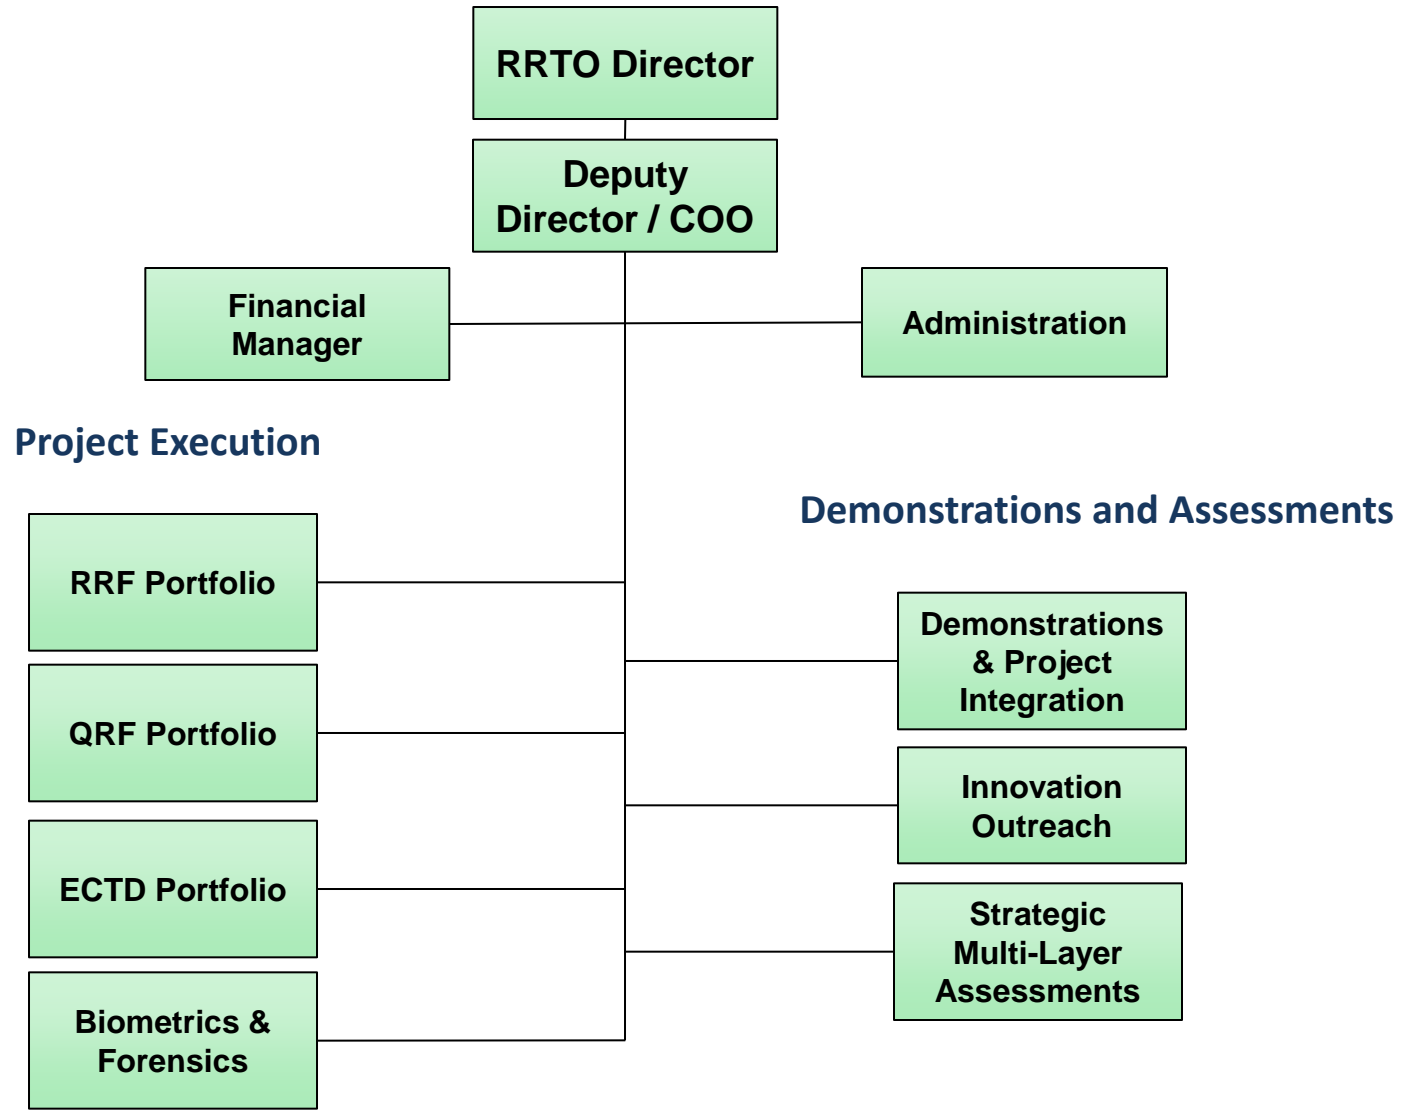 RRTO Director
Deputy
Director / COO
Financial
Manager
Administration
Project Execution
Demonstrations and Assessments
RRF Portfolio
QRF Portfolio
ECTD Portfolio
Biometrics &
Forensics
Demonstrations
& Project
Integration
Innovation
Outreach
Strategic
Multi-Layer
Assessments